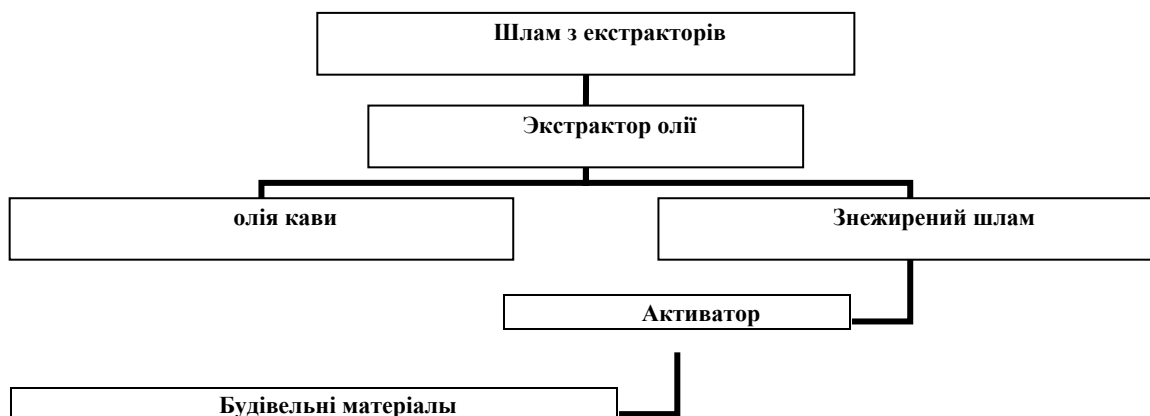 Шлам з екстракторів
Экстрактор олії
олія кави
Знежирений шлам
Активатор
Будівельні матеріалы